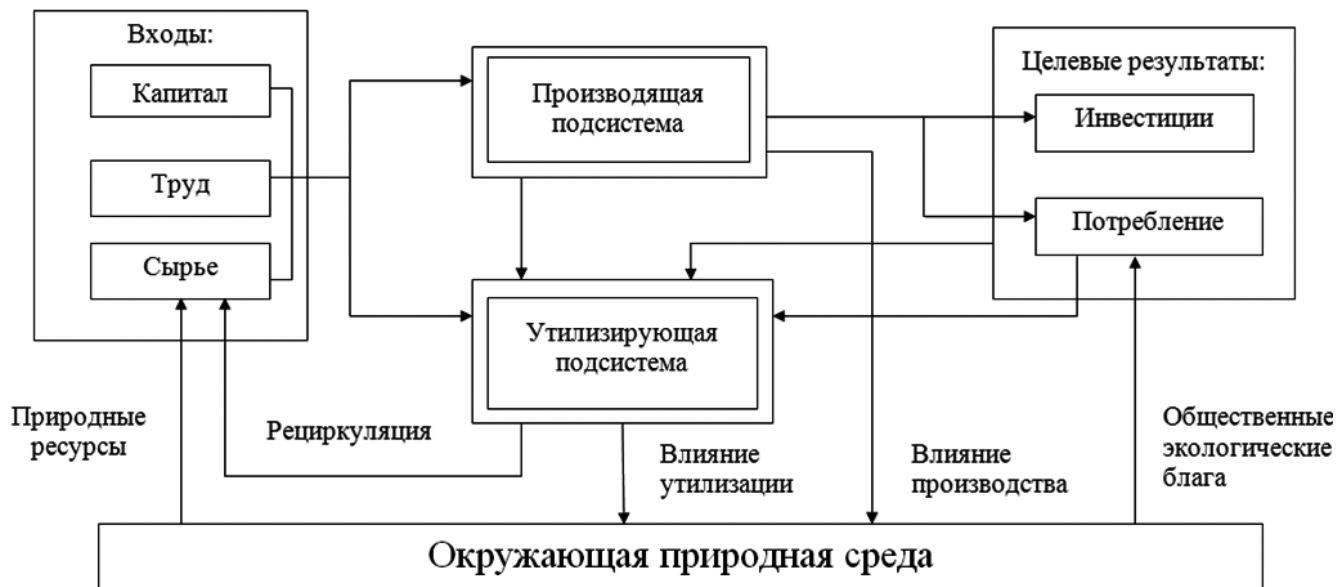 Входы:
Капитал
Труд
Сырье
Производящая
подсистема
Утилизирующая
подсистема
Целевые результаты:
Инвестиции
Потребление
Природные
ресурсы
Рециркуляция
Влияние
утилизации
Влияние
производства
Общественные
экологические
блага
Окружающая природная среда